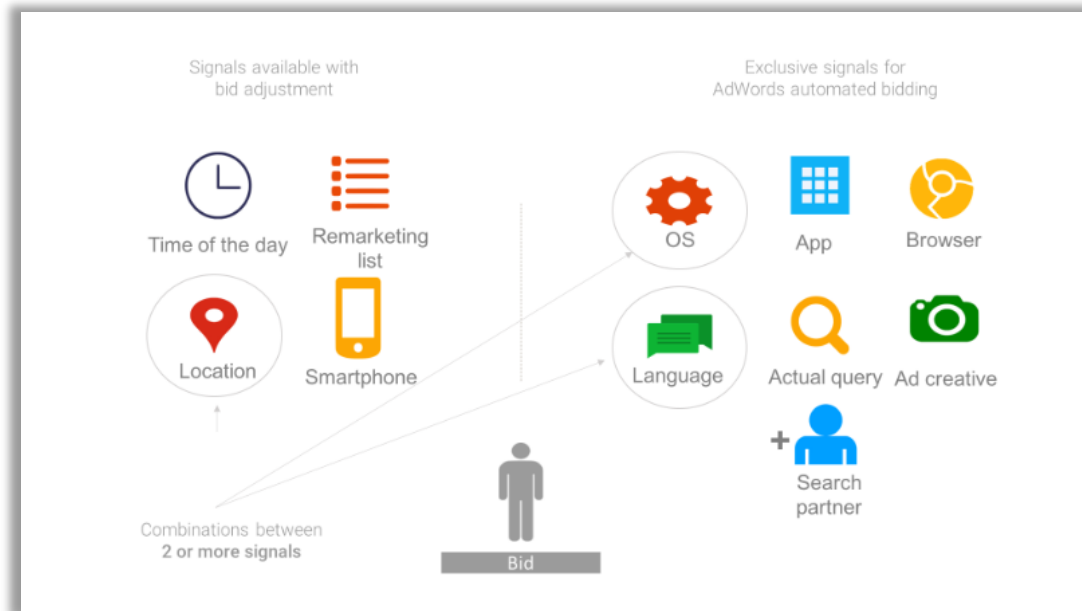 Signals available with
bid adjustment
Exclusive signals for
AdWords automated bidding
Time of the day
Remarketing
list
OS
App
Browser
Location
Smartphone
Language
Actual query
Ad creative
+
Search
partner
Combinations between
2 or more signals
Bid